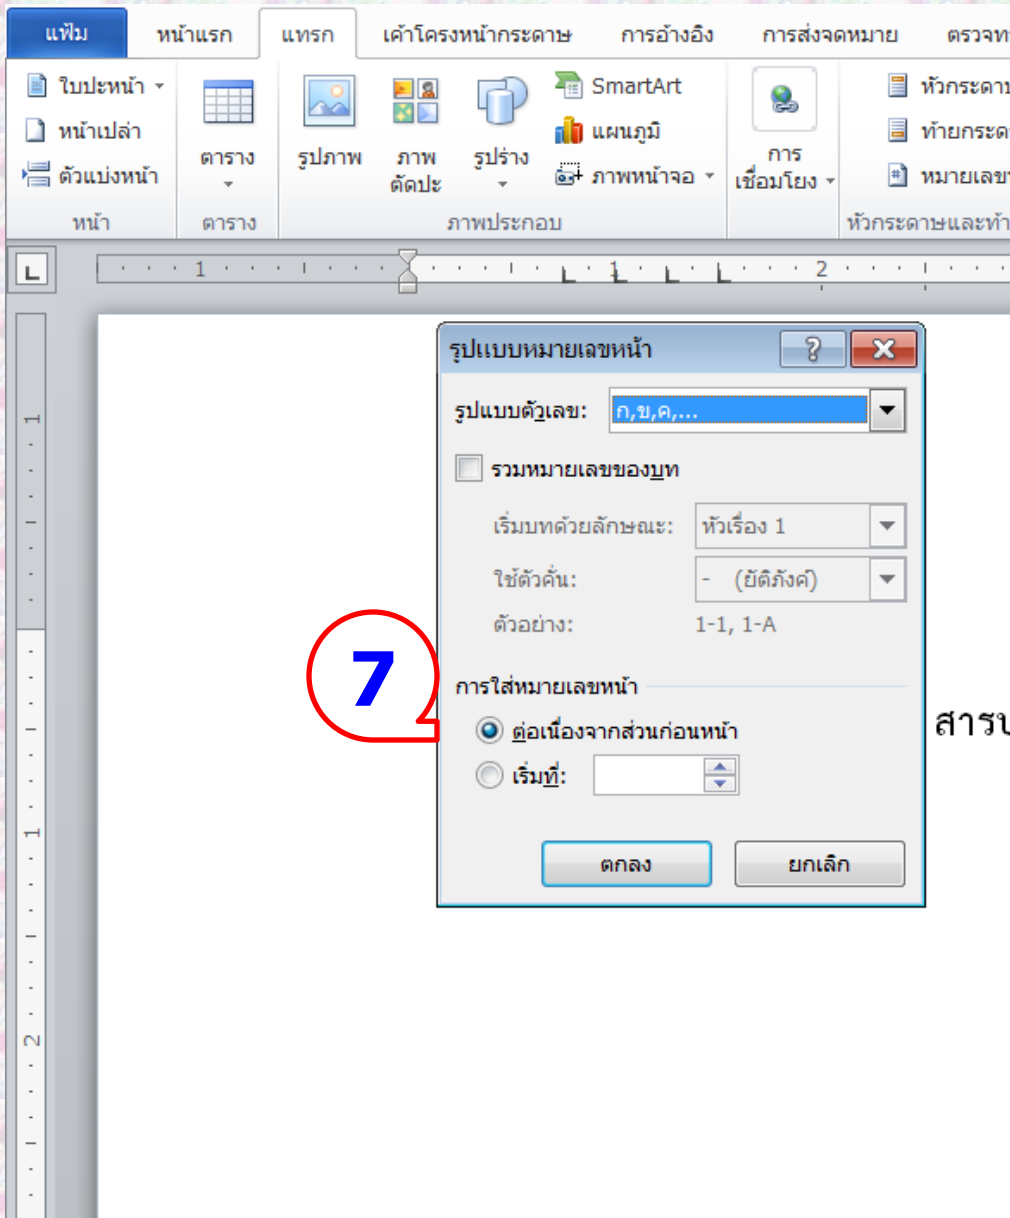 แฟ้ม หน้าแรก แทรก เค้าโครงหน้ากระดาษ การอ้างอิง การส่งจดหมาย
ใบปะหน้า
หน้าเปล่า
ตัวแบ่งหน้า
หน้า
ตาราง
ตาราง
รูปภาพ
ภาพ
ตัดปะ
รูปร่าง
SmartArt
แผนภูมิ
ภาพหน้าจอ
ภาพประกอบ
การ
เชื่อมโยง
1 1 2
รูปแบบหมายเลขหน้า
รูปแบบตัวเลข: ก,ข,ค,...
รวมหมายเลขของบท
เริ่มบทด้วยลักษณะ: หัวเรื่อง 1
ใช้ตัวคั่น: - (ยัติภังค์)
ตัวอย่าง: 1-1, 1-A
7
การใส่หมายเลขหน้า
ต่อเนื่องจากส่วนก่อนหน้า
เริ่มที่:
ตกลง ยกเลิก
1
1
2